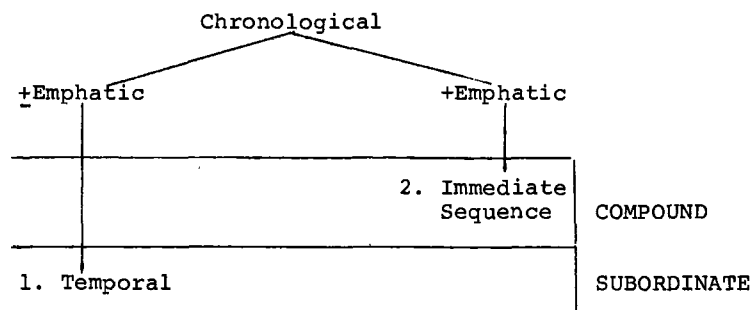 Chronological
±Emphatic +Emphatic
2. Immediate
Sequence COMPOUND
1. Temporal SUBORDINATE